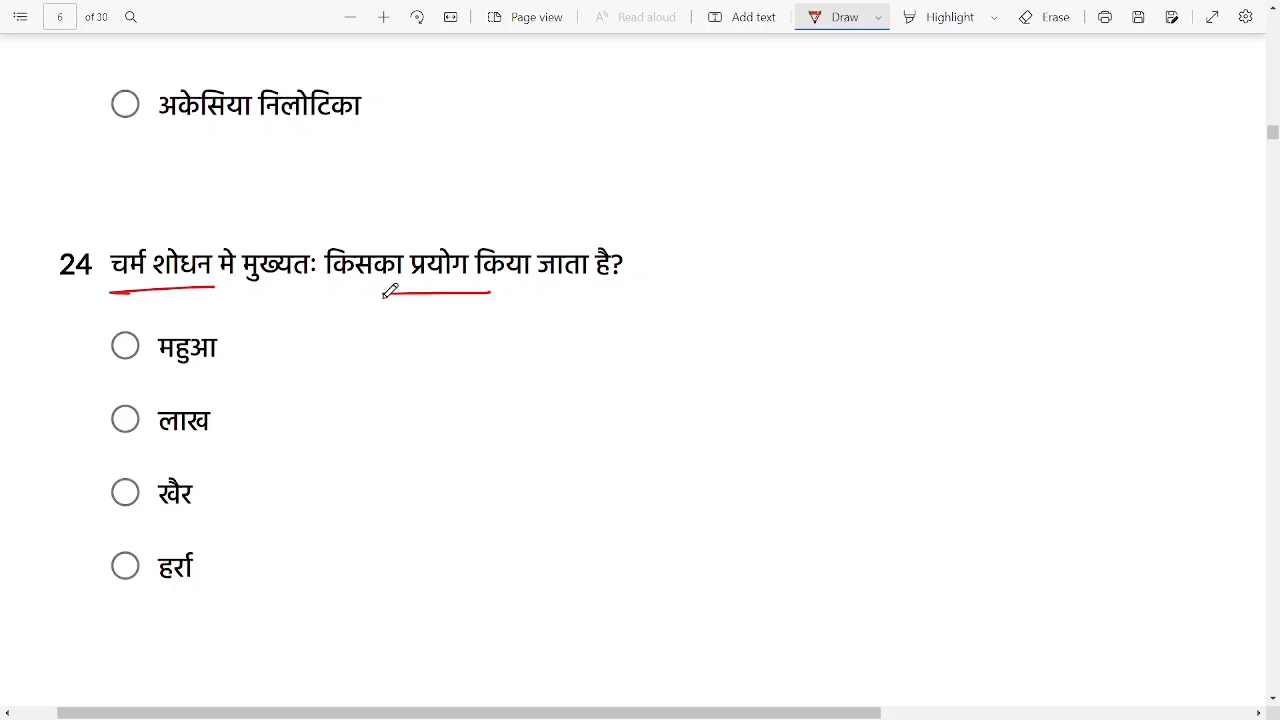 6 of 30 Page view Read aloud Add text Draw Highlight Erase
अकेसिया निलोटिका
24 चर्म शोधन मे मुख्यतः किसका प्रयोग किया जाता है?
महुआ
लाख
खैर
हर्रा